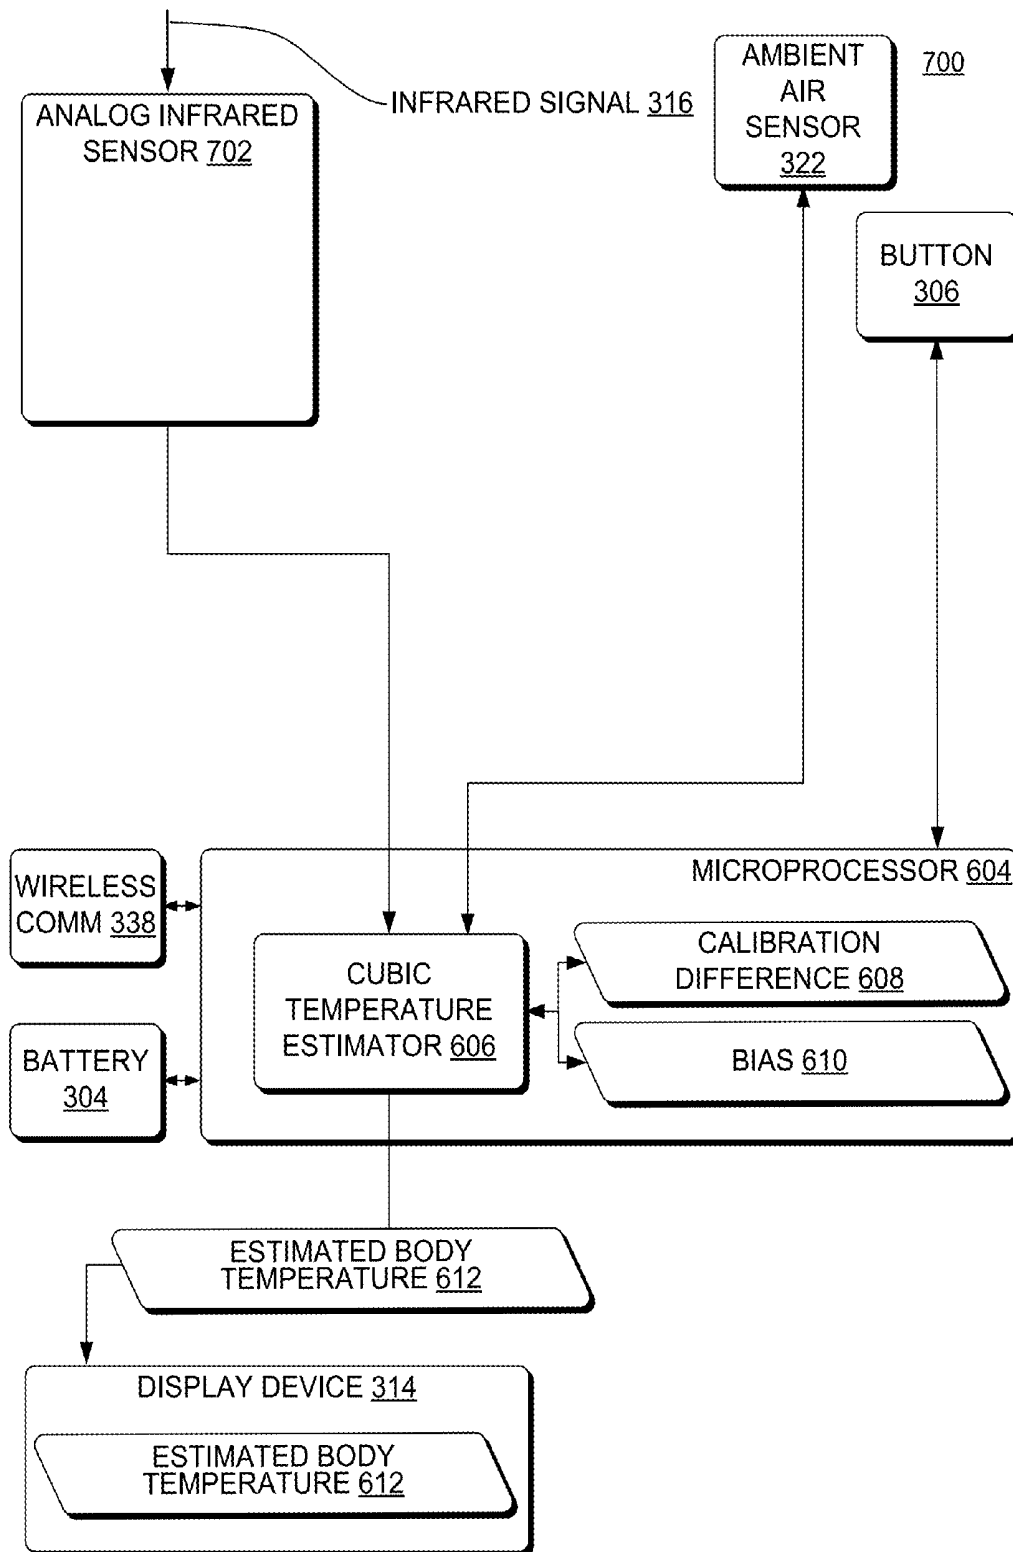 ANALOG INFRARED
SENSOR 702
INFRARED SIGNAL 316
AMBIENT
AIR
SENSOR
322
700
BUTTON
306
WIRELESS
COMM 338
MICROPROCESSOR 604
CUBIC
TEMPERATURE
ESTIMATOR 606
CALIBRATION
DIFFERENCE 608
BIAS 610
BATTERY
304
ESTIMATED BODY
TEMPERATURE 612
DISPLAY DEVICE 314
ESTIMATED BODY
TEMPERATURE 612